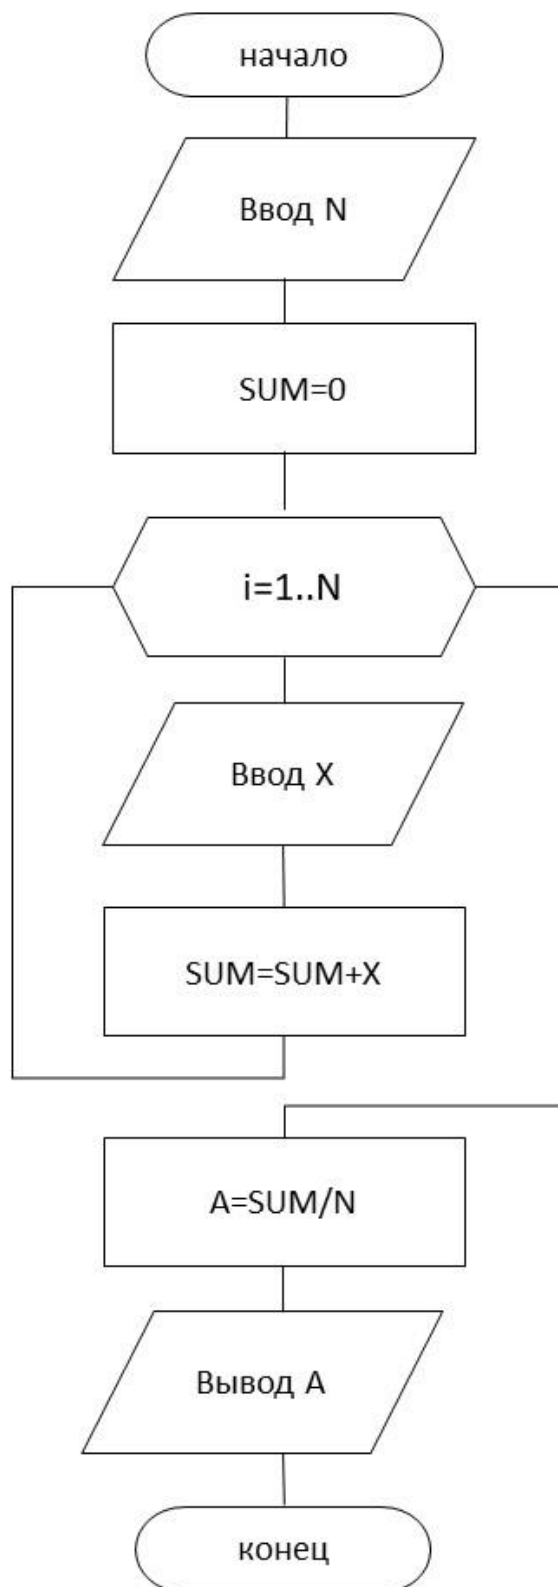 начало
Ввод N
SUM=0
i=1..N
Ввод X
SUM=SUM+X
A=SUM/N
Вывод A
конец